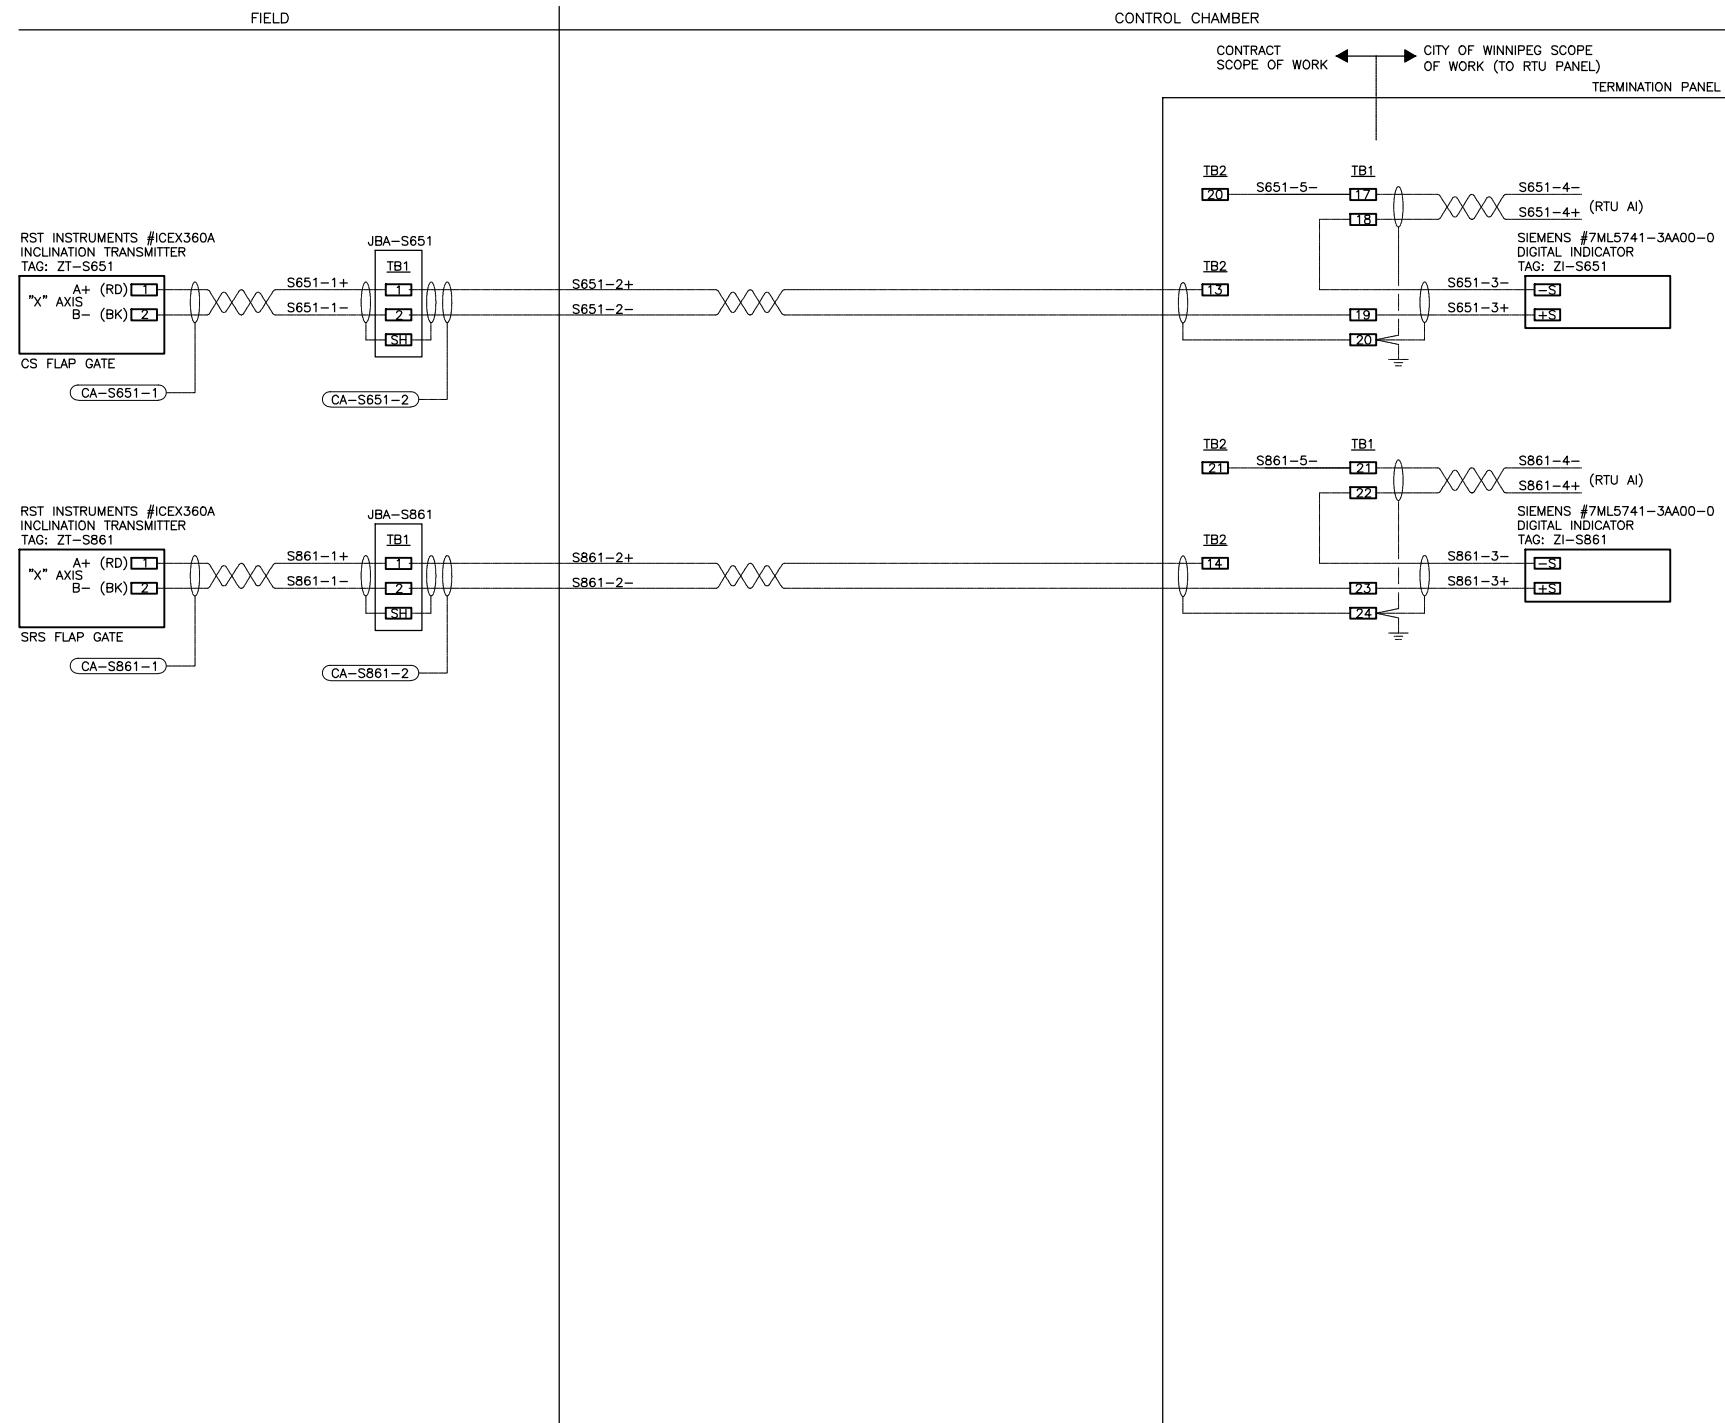 FIELD
CONTROL CHAMBER
CONTRACT
SCOPE OF WORK
CITY OF WINNIPEG SCOPE
OF WORK (TO RTU PANEL)
TERMINATION PANEL
TB2
20
S651-5-
TB1
17
18
S651-4-
S651-4+
(RTU AI)
RST INSTRUMENTS #ICEX360A
INCLINATION TRANSMITTER
TAG: ZT-S651
"X" AXIS
A+ (RD) 1
B- (BK) 2
CS FLAP GATE
CA-S651-1
S651-1+
S651-1-
JBA-S651
TB1
1
2
SH
CA-S651-2
S651-2+
S651-2-
TB2
13
19
20
SIEMENS #7ML5741-3AA00-0
DIGITAL INDICATOR
TAG: ZI-S651
S651-3-
S651-3+
-S
+S
TB2
21
S861-5-
TB1
21
22
S861-4-
S861-4+
(RTU AI)
RST INSTRUMENTS #ICEX360A
INCLINATION TRANSMITTER
TAG: ZT-S861
"X" AXIS
A+ (RD) 1
B- (BK) 2
SRS FLAP GATE
CA-S861-1
S861-1+
S861-1-
JBA-S861
TB1
1
2
SH
CA-S861-2
S861-2+
S861-2-
TB2
14
23
24
SIEMENS #7ML5741-3AA00-0
DIGITAL INDICATOR
TAG: ZI-S861
S861-3-
S861-3+
-S
+S